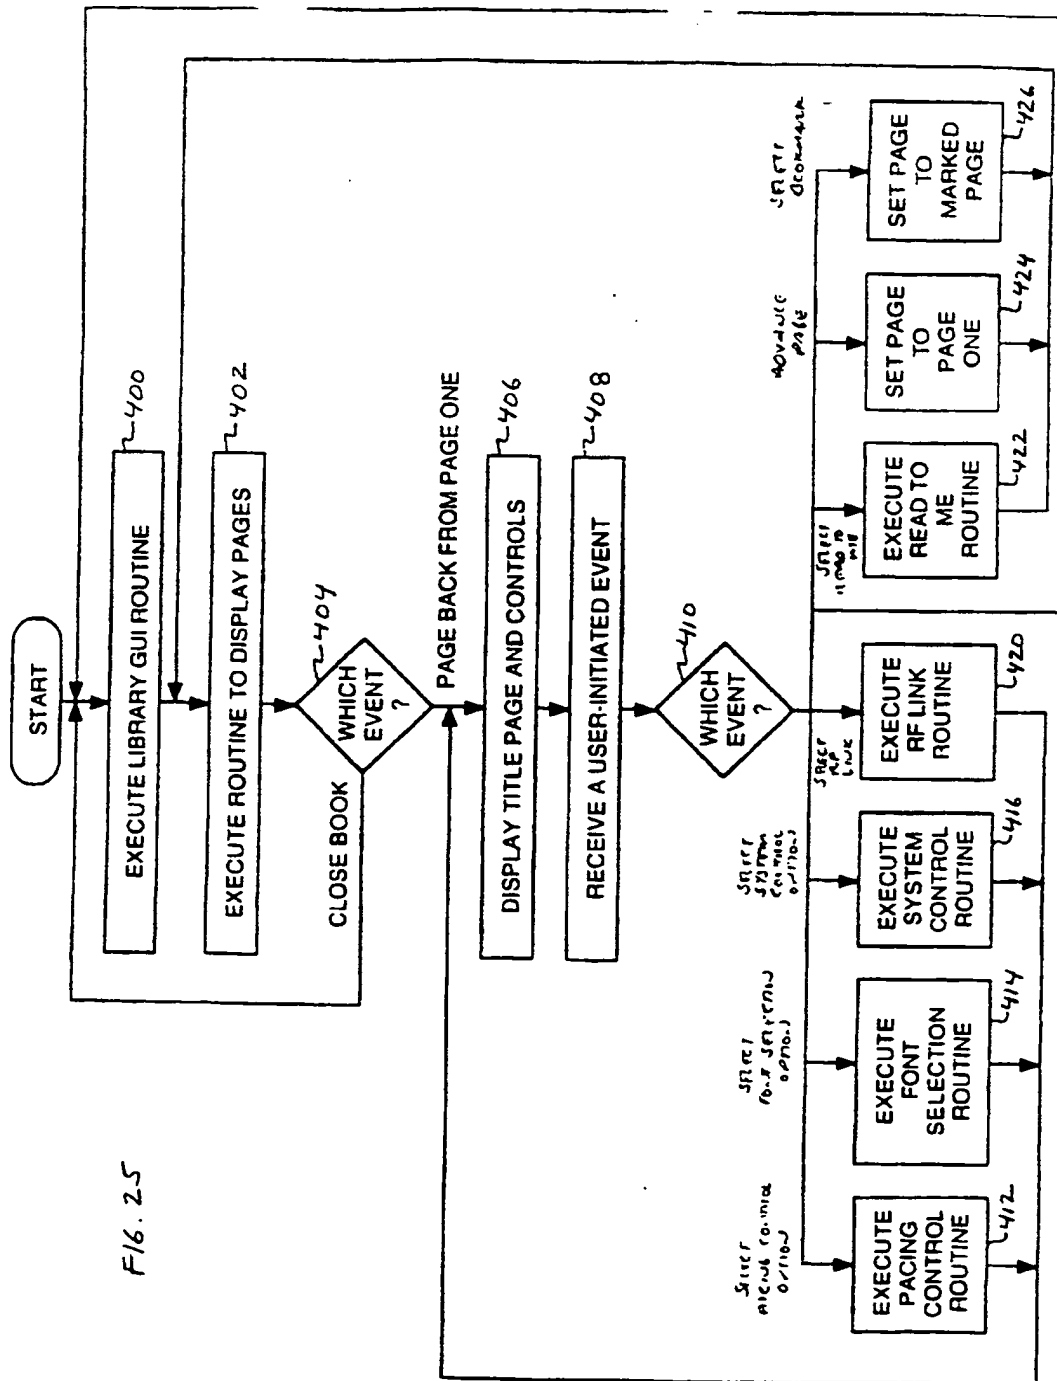 START
EXECUTE LIBRARY GUI ROUTINE
400
EXECUTE ROUTINE TO DISPLAY PAGES
402
WHICH
EVENT
?
404
CLOSE BOOK
PAGE BACK FROM PAGE ONE
DISPLAY TITLE PAGE AND CONTROLS
406
RECEIVE A USER-INITIATED EVENT
408
WHICH
EVENT
?
410
SELECT
PACING CONTROL
OPTION
EXECUTE
PACING
CONTROL
ROUTINE
412
SELECT
FONT SELECTION
OPTION
EXECUTE
FONT
SELECTION
ROUTINE
414
SELECT
SYSTEM
CONTROL
OPTION
EXECUTE
SYSTEM
CONTROL
ROUTINE
416
SELECT
RF
LINK
EXECUTE
RF LINK
ROUTINE
420
SELECT
READ TO
ME
EXECUTE
READ TO
ME
ROUTINE
422
ADVANCE
PAGE
SET PAGE
TO
PAGE
ONE
424
SELECT
BOOKMARK
SET PAGE
TO
MARKED
PAGE
426
FIG. 25